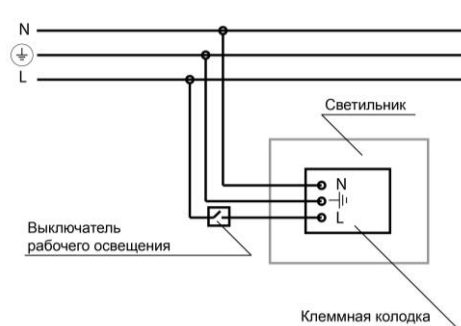 N
L
Светильник
N
L
Выключатель
рабочего освещения
Клеммная колодка